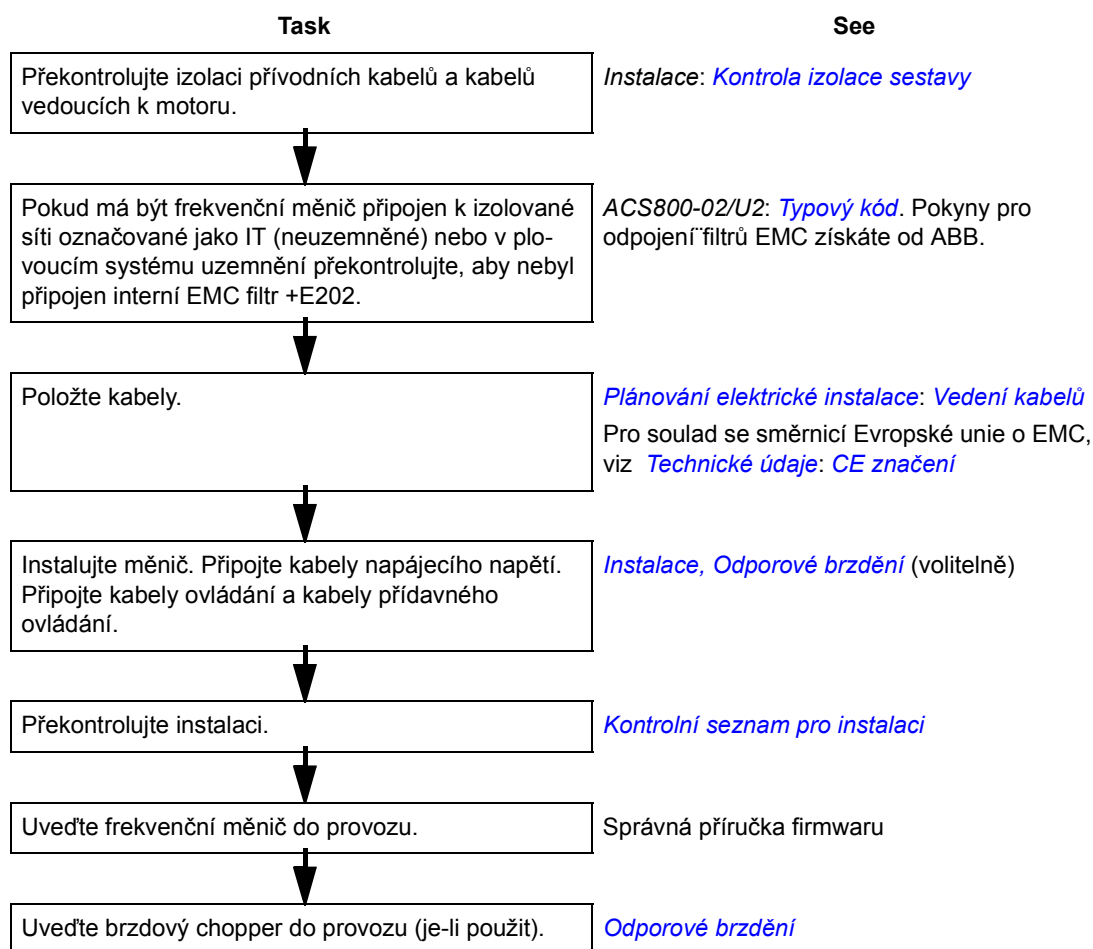 Task
See
Překontrolujte izolaci přívodních kabelů a kabelů
vedoucích k motoru.
Instalace: Kontrola izolace sestavy
Pokud má být frekvenční měnič připojen k izolované
síti označované jako IT (neuzemněné) nebo v plo-
voucím systému uzemnění překontrolujte, aby nebyl
připojen interní EMC filtr +E202.
ACS800-02/U2: Typový kód. Pokyny pro
odpojení¨filtrů EMC získáte od ABB.
Položte kabely.
Plánování elektrické instalace: Vedení kabelů
Pro soulad se směrnicí Evropské unie o EMC,
viz Technické údaje: CE značení
Instalujte měnič. Připojte kabely napájecího napětí.
Připojte kabely ovládání a kabely přídavného
ovládání.
Instalace, Odporové brzdění (volitelně)
Překontrolujte instalaci.
Kontrolní seznam pro instalaci
Uveďte frekvenční měnič do provozu.
Správná příručka firmwaru
Uveďte brzdový chopper do provozu (je-li použit).
Odporové brzdění